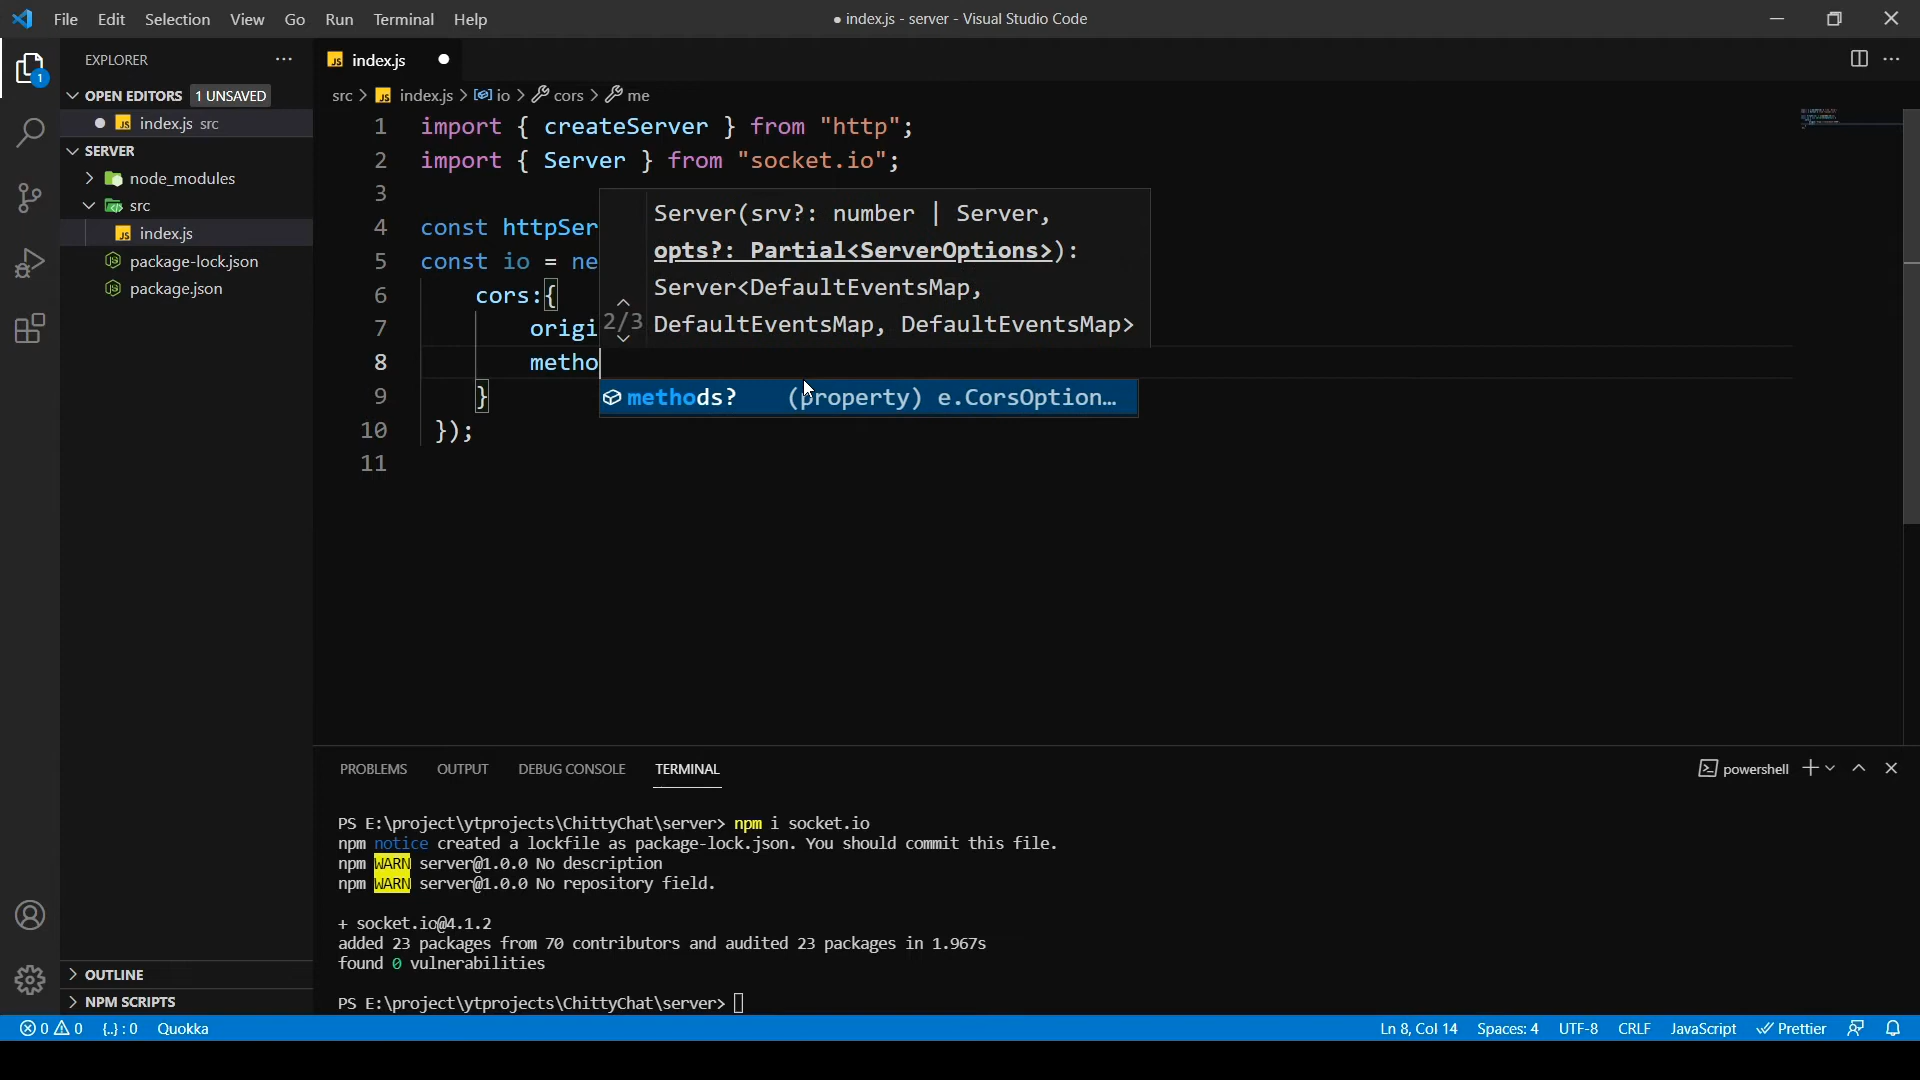 File Edit Selection View Go Run Terminal Help
● index.js - server - Visual Studio Code
EXPLORER
1
OPEN EDITORS 1 UNSAVED
index.js src
SERVER
node_modules
src
index.js
package-lock.json
package.json
OUTLINE
NPM SCRIPTS
JS index.js
src > JS index.js > io > cors > me
1 import { createServer } from "http";
2 import { Server } from "socket.io";
3
4 const httpSer
5 const io = ne
6 cors:{
7 origi
8 metho
9 }
10 });
11
Server(srv?: number | Server,
opts?: Partial<ServerOptions>):
Server<DefaultEventsMap,
2/3 DefaultEventsMap, DefaultEventsMap>
methods? (property) e.CorsOption…
PROBLEMS OUTPUT DEBUG CONSOLE TERMINAL
powershell
PS E:\project\ytprojects\ChittyChat\server> npm i socket.io
npm notice created a lockfile as package-lock.json. You should commit this file.
npm WARN server@1.0.0 No description
npm WARN server@1.0.0 No repository field.
+ socket.io@4.1.2
added 23 packages from 70 contributors and audited 23 packages in 1.967s
found 0 vulnerabilities
PS E:\project\ytprojects\ChittyChat\server>
0 0 {..} : 0 Quokka
Ln 8, Col 14 Spaces: 4 UTF-8 CRLF JavaScript Prettier